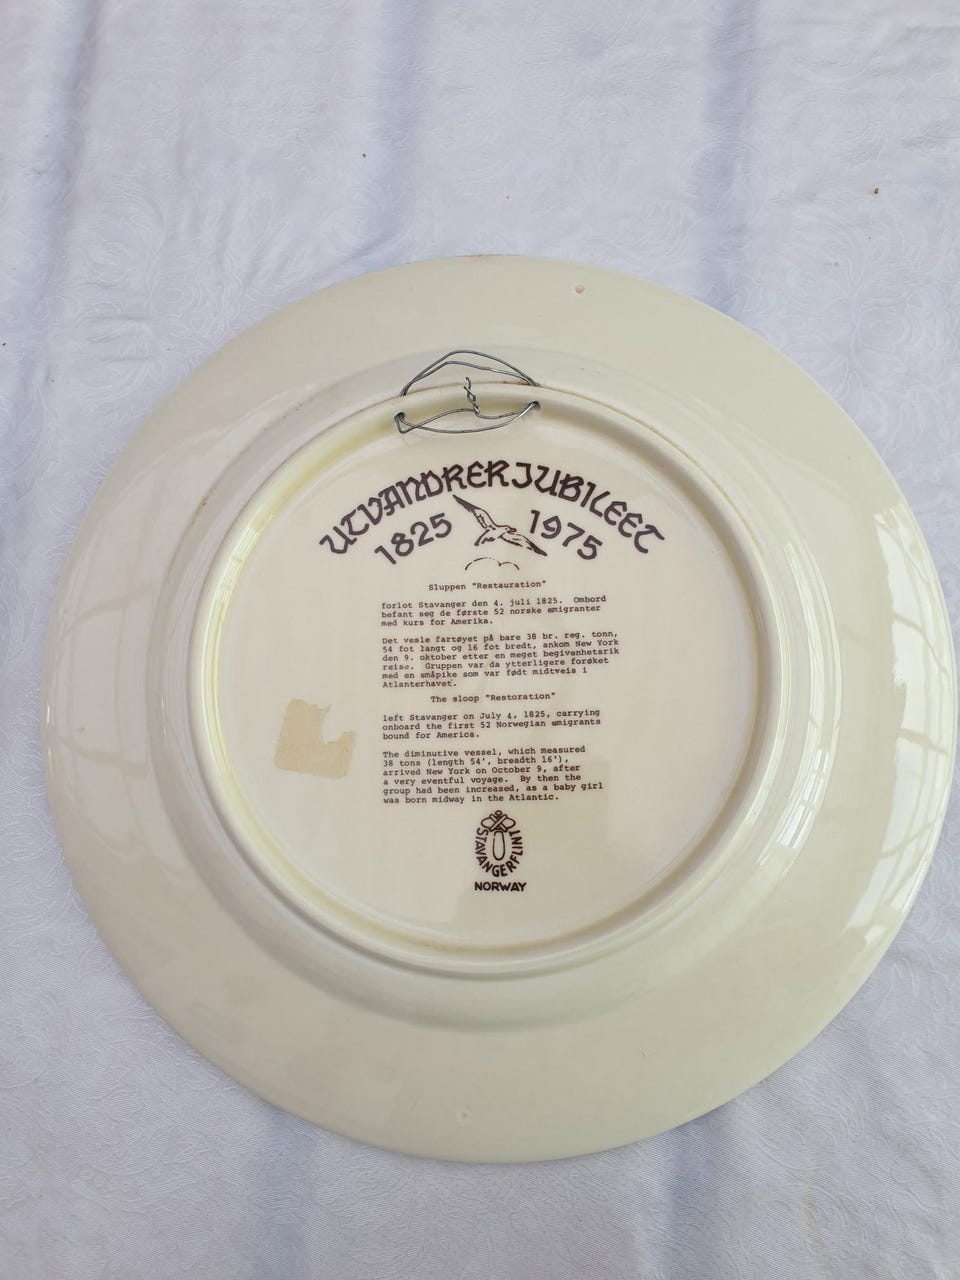 UTVANDRERJUBILEET
1825 1975
Sluppen "Restauration"
forlot Stavanger den 4. juli 1825. Ombord
befant seg de første 52 norske emigranter
med kurs for Amerika.
Det vesle fartøyet på bare 38 br. reg. tonn,
54 fot langt og 16 fot bredt, ankom New York
den 9. oktober etter en meget begivenhetsrik
reise. Gruppen var da ytterligere forøket
med en småpike som var født midtveis i
Atlanterhavet.
The sloop "Restoration"
left Stavanger on July 4, 1825, carrying
onboard the first 52 Norwegian emigrants
bound for America.
The diminutive vessel, which measured
38 tons (length 54', breadth 16'),
arrived New York on October 9, after
a very eventful voyage. By then the
group had been increased, as a baby girl
was born midway in the Atlantic.
STAVANGERFLINT
NORWAY